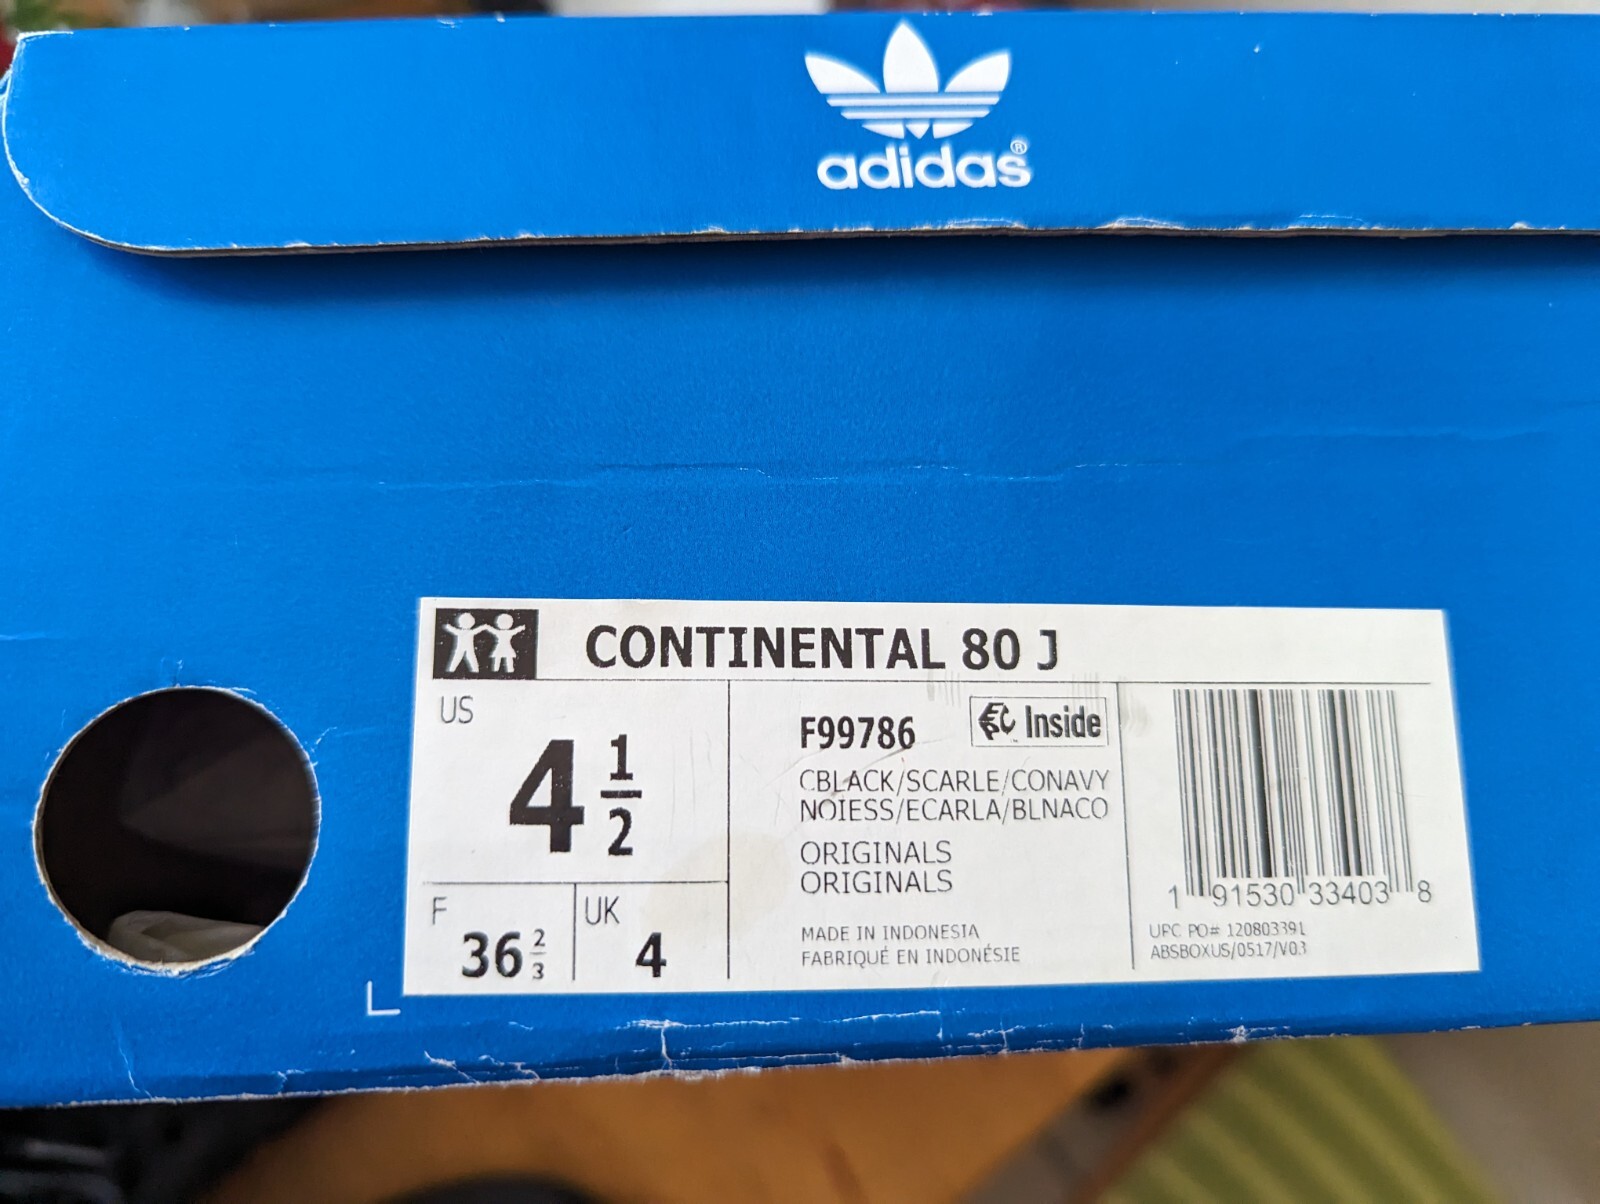 adidas®
CONTINENTAL 80 J
US
4 1/2
F
36 2/3
UK
4
F99786
Inside
CBLACK/SCARLE/CONAVY
NOIESS/ECARLA/BLNACO
ORIGINALS
ORIGINALS
MADE IN INDONESIA
FABRIQUÉ EN INDONÉSIE
1 91530 33403 8
UPC PO# 120803391
ABSBOXUS/0517/V03